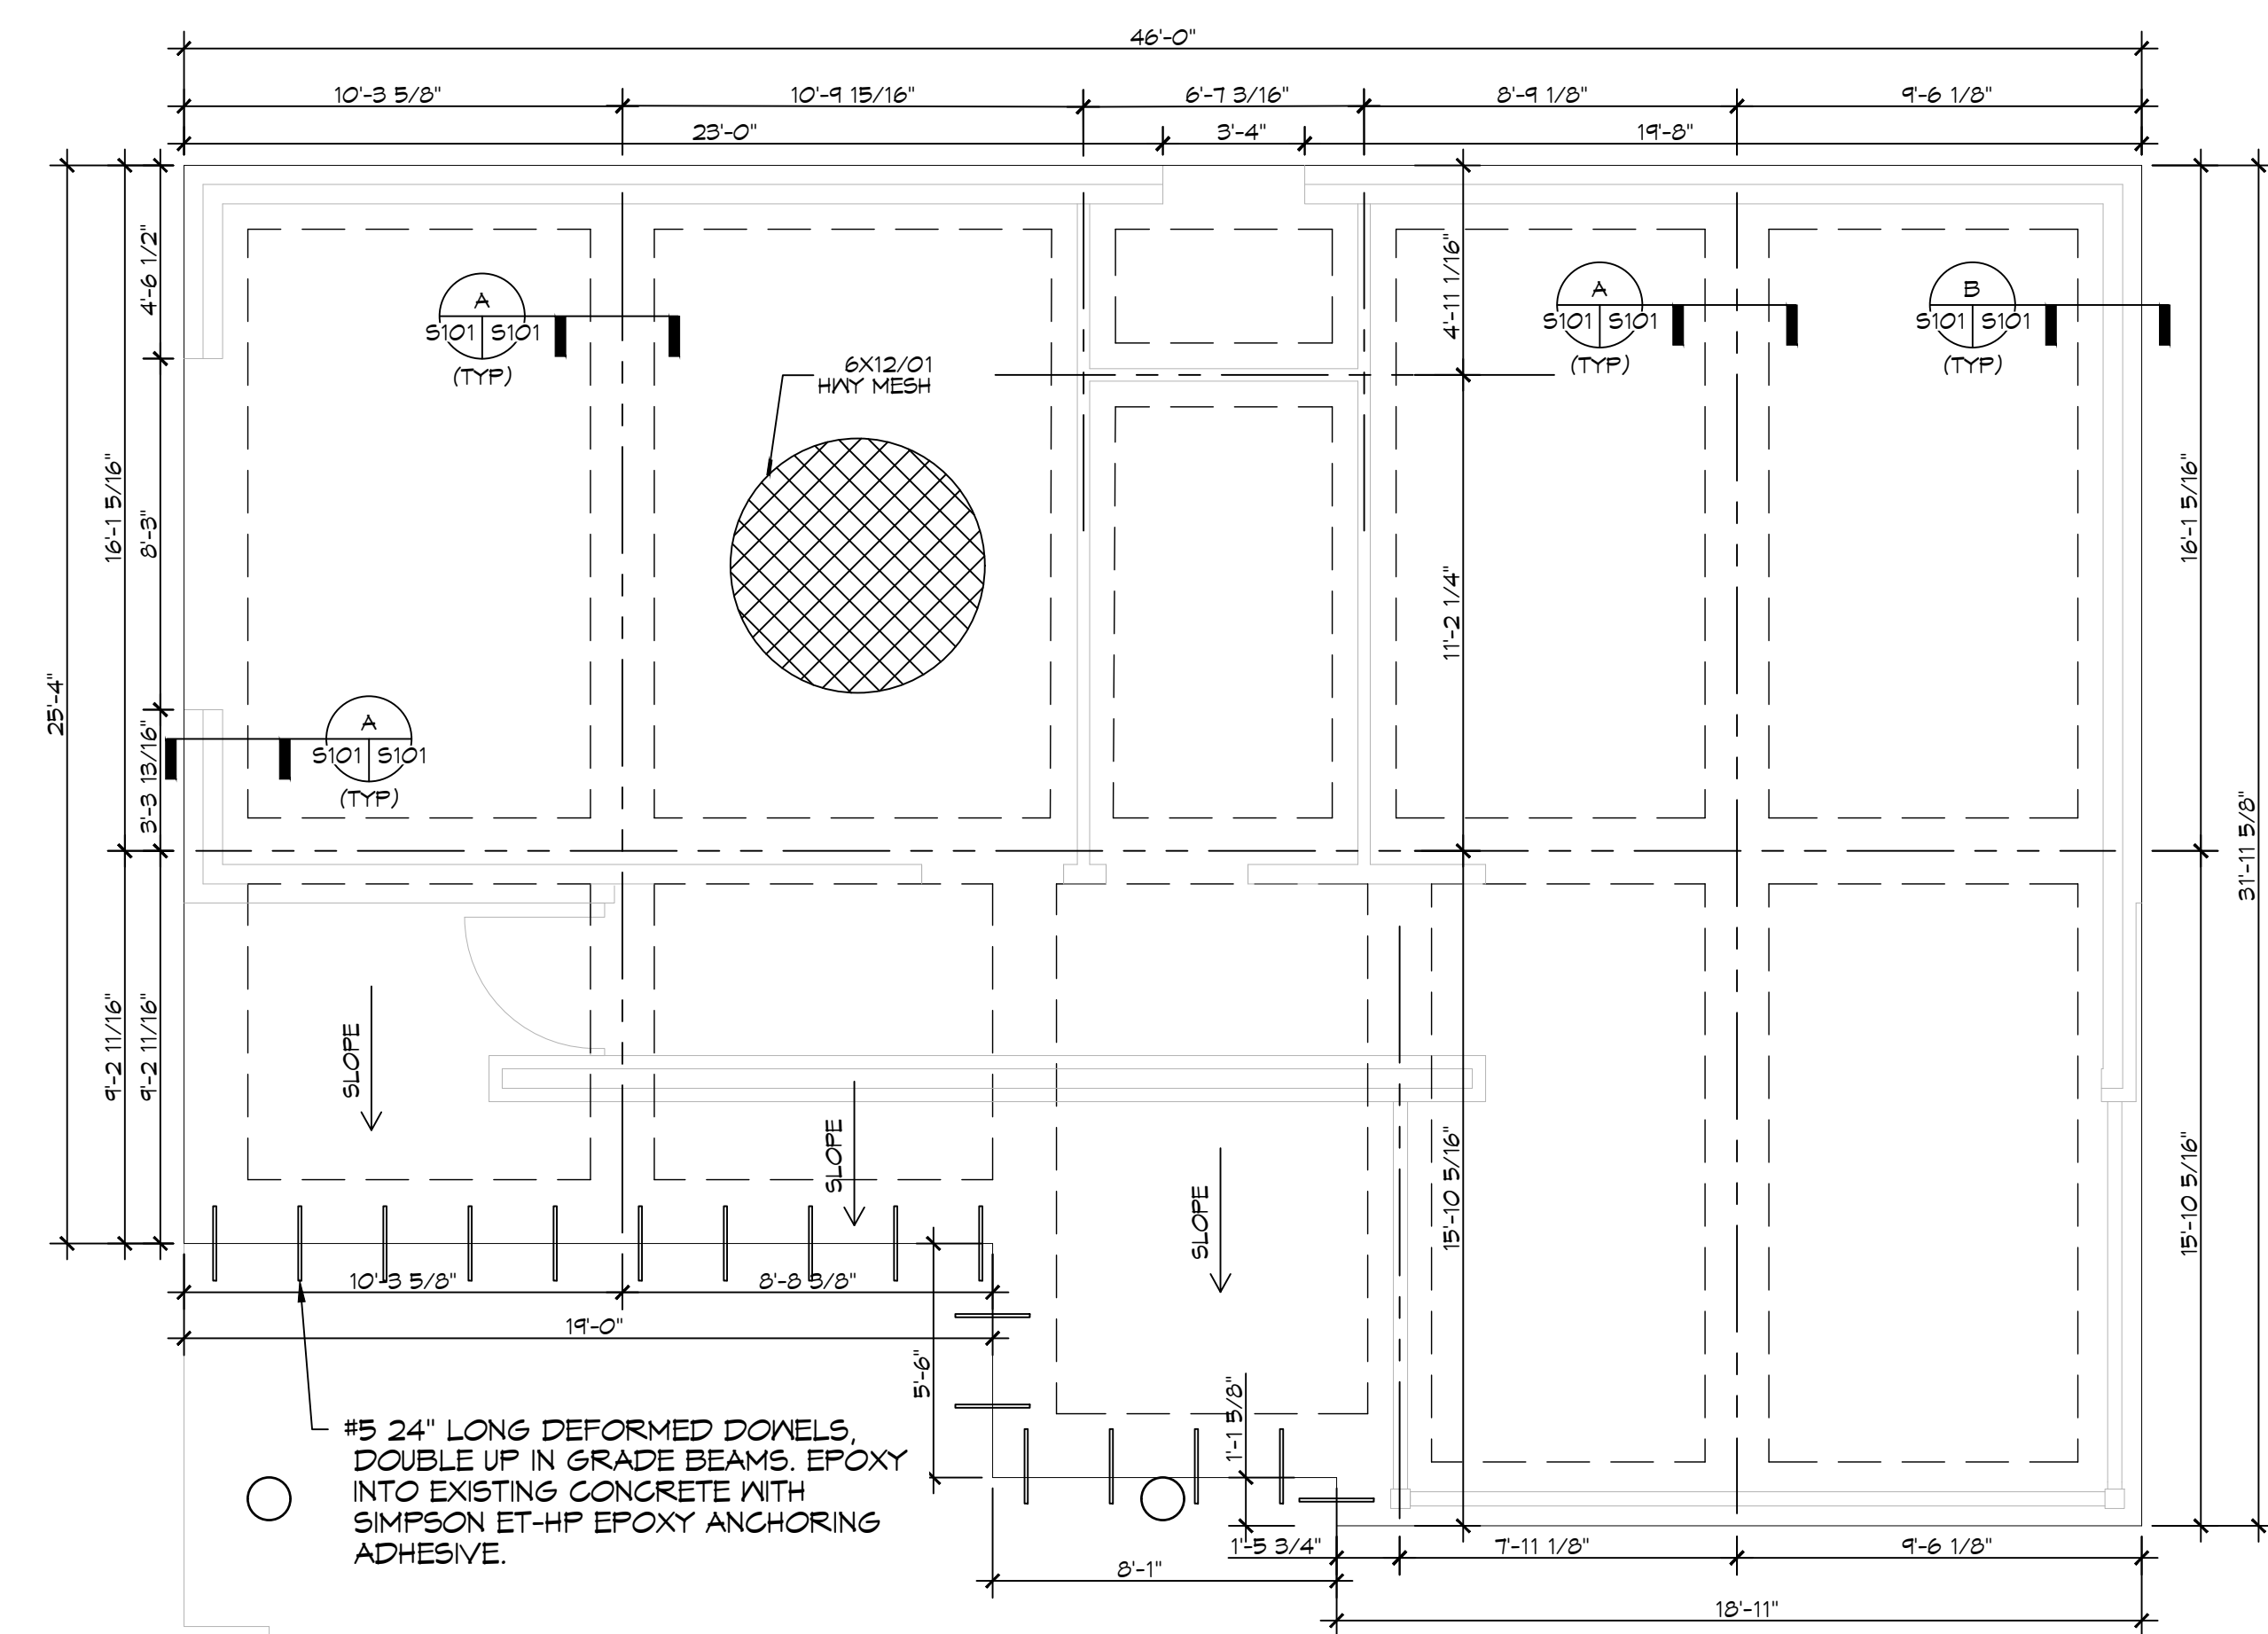 46'-0"
10'-3 5/8"
10'-9 15/16"
6'-7 3/16"
8'-9 1/8"
9'-6 1/8"
23'-0"
3'-4"
19'-8"
4'-6 1/2"
4'-11 1/16"
A
S101 S101
(TYP)
A
S101 S101
(TYP)
B
S101 S101
(TYP)
6X12/01
HWY MESH
16'-1 5/16"
8'-3"
16'-1 5/16"
11'-2 1/4"
25'-4"
3'-3 13/16"
A
S101 S101
(TYP)
31'-11 5/8"
9'-2 11/16"
9'-2 11/16"
SLOPE
SLOPE
SLOPE
15'-10 5/16"
15'-10 5/16"
10'-3 5/8"
8'-8 3/8"
19'-0"
5'-6"
1'-1 5/8"
#5 24" LONG DEFORMED DOWELS,
DOUBLE UP IN GRADE BEAMS. EPOXY
INTO EXISTING CONCRETE WITH
SIMPSON ET-HP EPOXY ANCHORING
ADHESIVE.
1'-5 3/4"
7'-11 1/8"
9'-6 1/8"
8'-1"
18'-11"